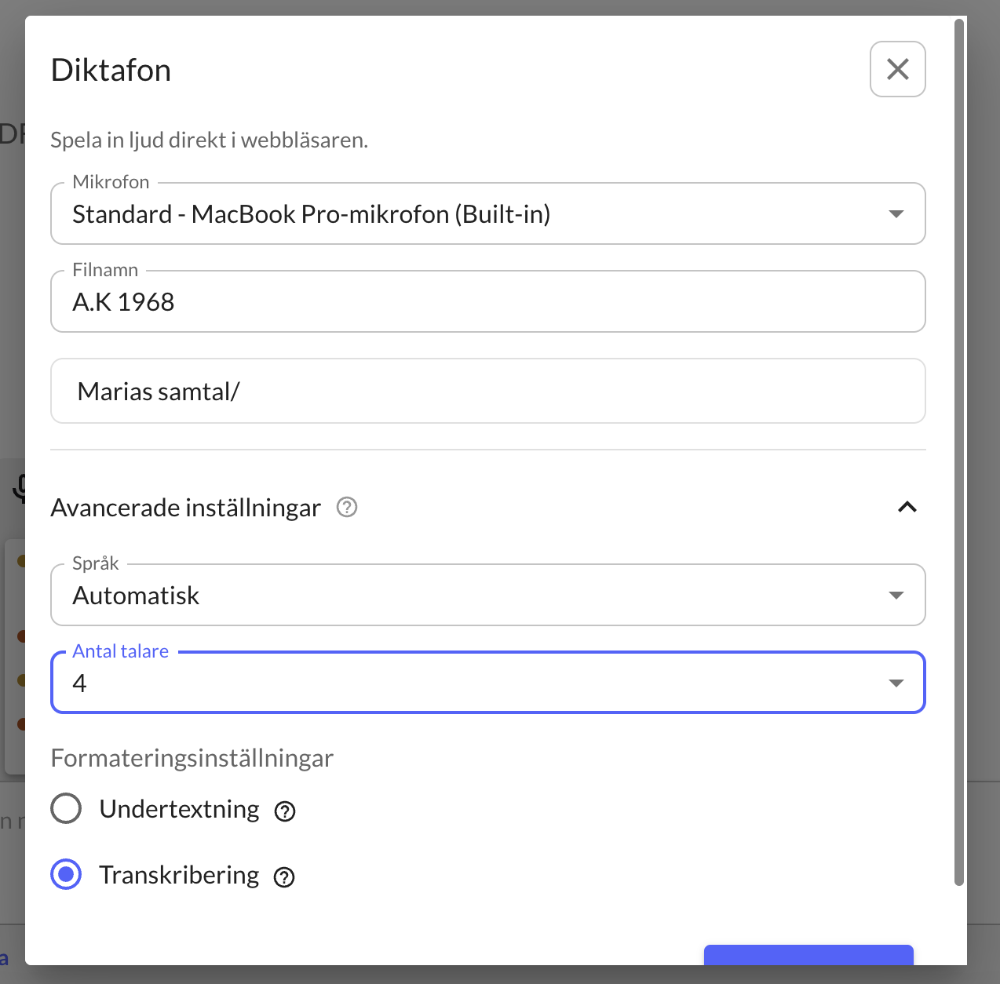 Diktafon
Spela in ljud direkt i webbläsaren.
Mikrofon
Standard - MacBook Pro-mikrofon (Built-in)
Filnamn
A.K 1968
Marias samtal/
Avancerade inställningar
Språk
Automatisk
Antal talare
4
Formateringsinställningar
Undertextning
Transkribering